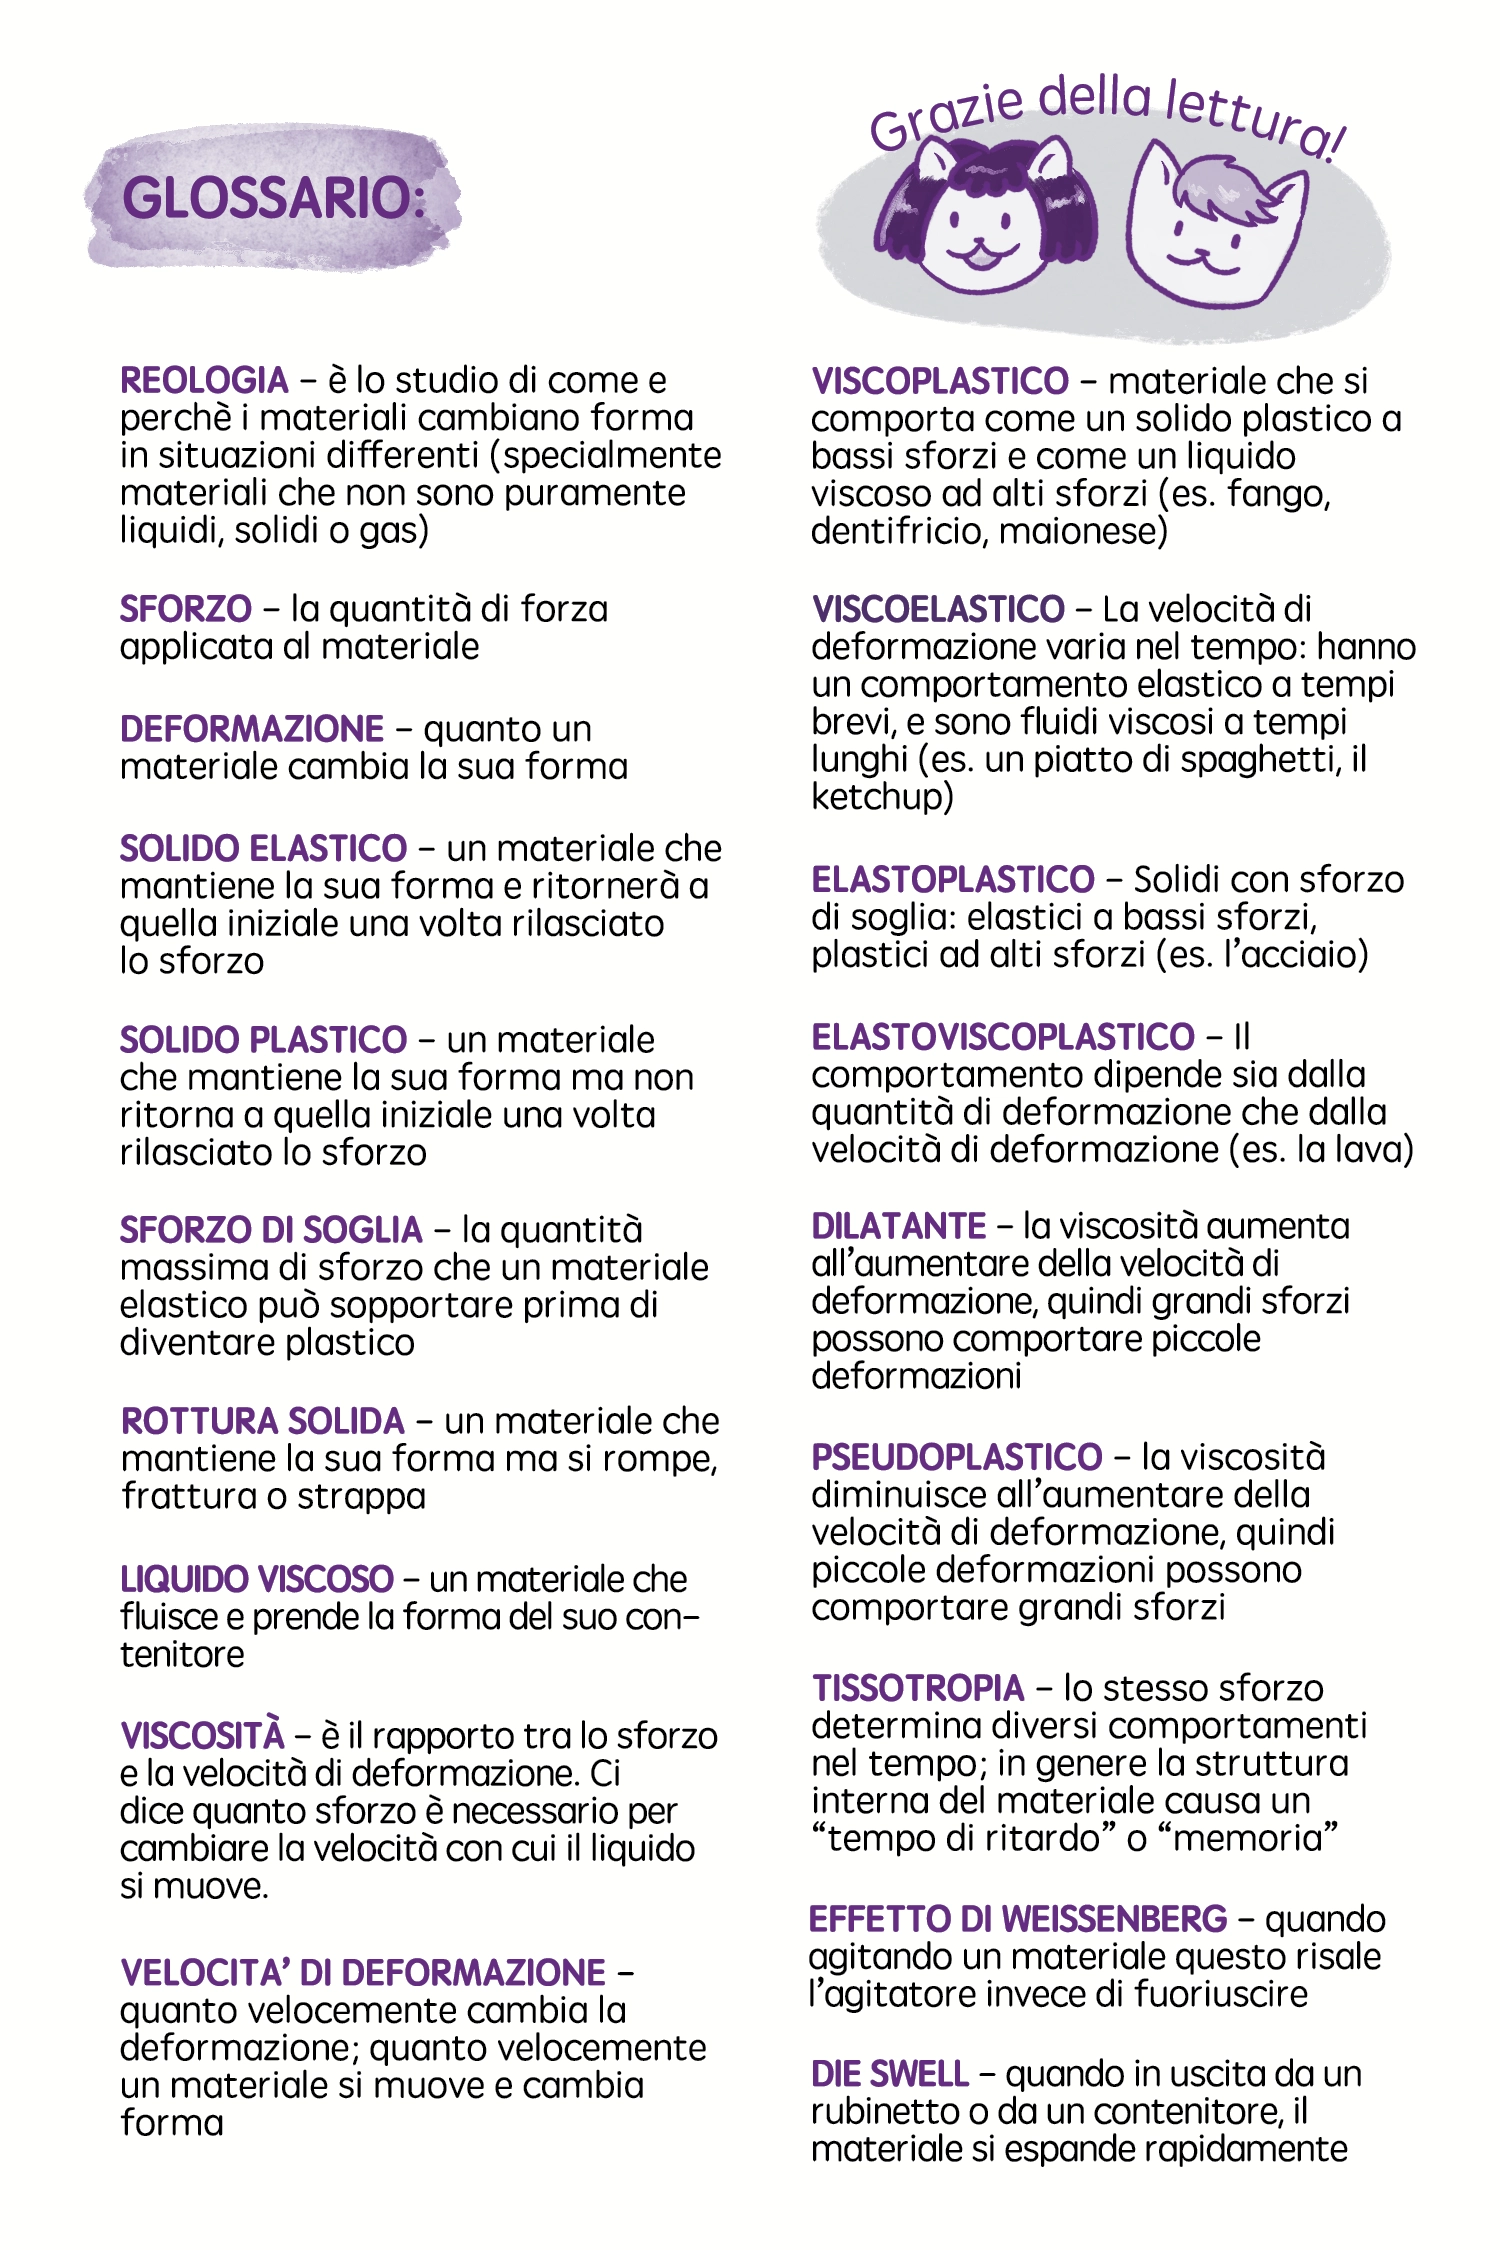 GLOSSARIO:
REOLOGIA – è lo studio di come e
perchè i materiali cambiano forma
in situazioni differenti (specialmente
materiali che non sono puramente
liquidi, solidi o gas)
SFORZO – la quantità di forza
applicata al materiale
DEFORMAZIONE – quanto un
materiale cambia la sua forma
SOLIDO ELASTICO – un materiale che
mantiene la sua forma e ritornerà a
quella iniziale una volta rilasciato
lo sforzo
SOLIDO PLASTICO – un materiale
che mantiene la sua forma ma non
ritorna a quella iniziale una volta
rilasciato lo sforzo
SFORZO DI SOGLIA – la quantità
massima di sforzo che un materiale
elastico può sopportare prima di
diventare plastico
ROTTURA SOLIDA – un materiale che
mantiene la sua forma ma si rompe,
frattura o strappa
LIQUIDO VISCOSO – un materiale che
fluisce e prende la forma del suo con-
tenitore
VISCOSITÀ – è il rapporto tra lo sforzo
e la velocità di deformazione. Ci
dice quanto sforzo è necessario per
cambiare la velocità con cui il liquido
si muove.
VELOCITA’ DI DEFORMAZIONE –
quanto velocemente cambia la
deformazione; quanto velocemente
un materiale si muove e cambia
forma
Grazie della lettura!
VISCOPLASTICO – materiale che si
comporta come un solido plastico a
bassi sforzi e come un liquido
viscoso ad alti sforzi (es. fango,
dentifricio, maionese)
VISCOELASTICO – La velocità di
deformazione varia nel tempo: hanno
un comportamento elastico a tempi
brevi, e sono fluidi viscosi a tempi
lunghi (es. un piatto di spaghetti, il
ketchup)
ELASTOPLASTICO – Solidi con sforzo
di soglia: elastici a bassi sforzi,
plastici ad alti sforzi (es. l’acciaio)
ELASTOVISCOPLASTICO – Il
comportamento dipende sia dalla
quantità di deformazione che dalla
velocità di deformazione (es. la lava)
DILATANTE – la viscosità aumenta
all’aumentare della velocità di
deformazione, quindi grandi sforzi
possono comportare piccole
deformazioni
PSEUDOPLASTICO – la viscosità
diminuisce all’aumentare della
velocità di deformazione, quindi
piccole deformazioni possono
comportare grandi sforzi
TISSOTROPIA – lo stesso sforzo
determina diversi comportamenti
nel tempo; in genere la struttura
interna del materiale causa un
“tempo di ritardo” o “memoria”
EFFETTO DI WEISSENBERG – quando
agitando un materiale questo risale
l’agitatore invece di fuoriuscire
DIE SWELL – quando in uscita da un
rubinetto o da un contenitore, il
materiale si espande rapidamente